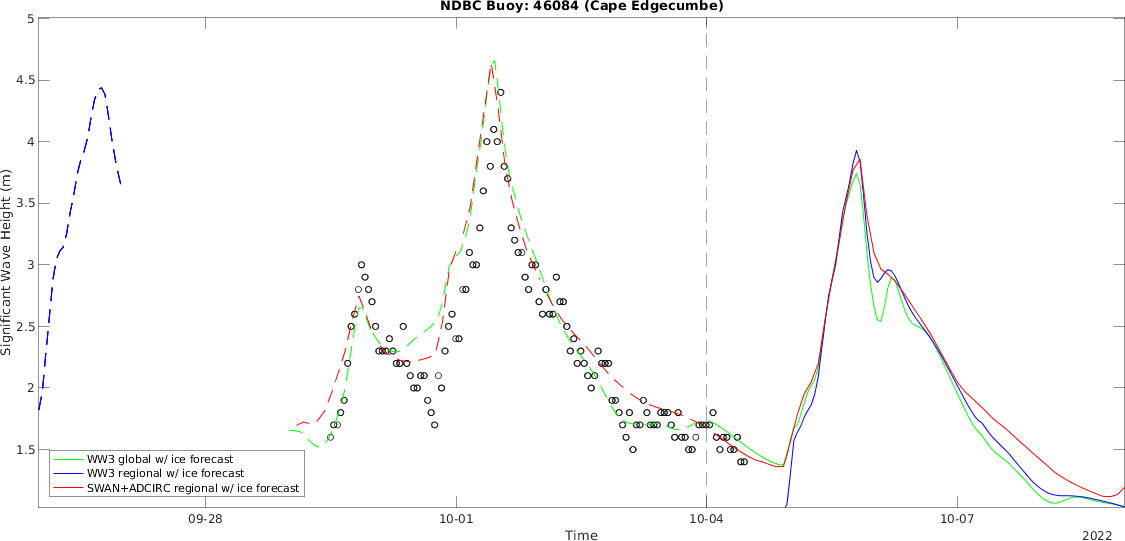 NDBC Buoy: 46084 (Cape Edgecumbe)
5
4.5
4
3.5
3
2.5
2
1.5
Significant Wave Height (m)
WW3 global w/ ice forecast
WW3 regional w/ ice forecast
SWAN+ADCIRC regional w/ ice forecast
09-28
10-01
10-04
10-07
Time
2022